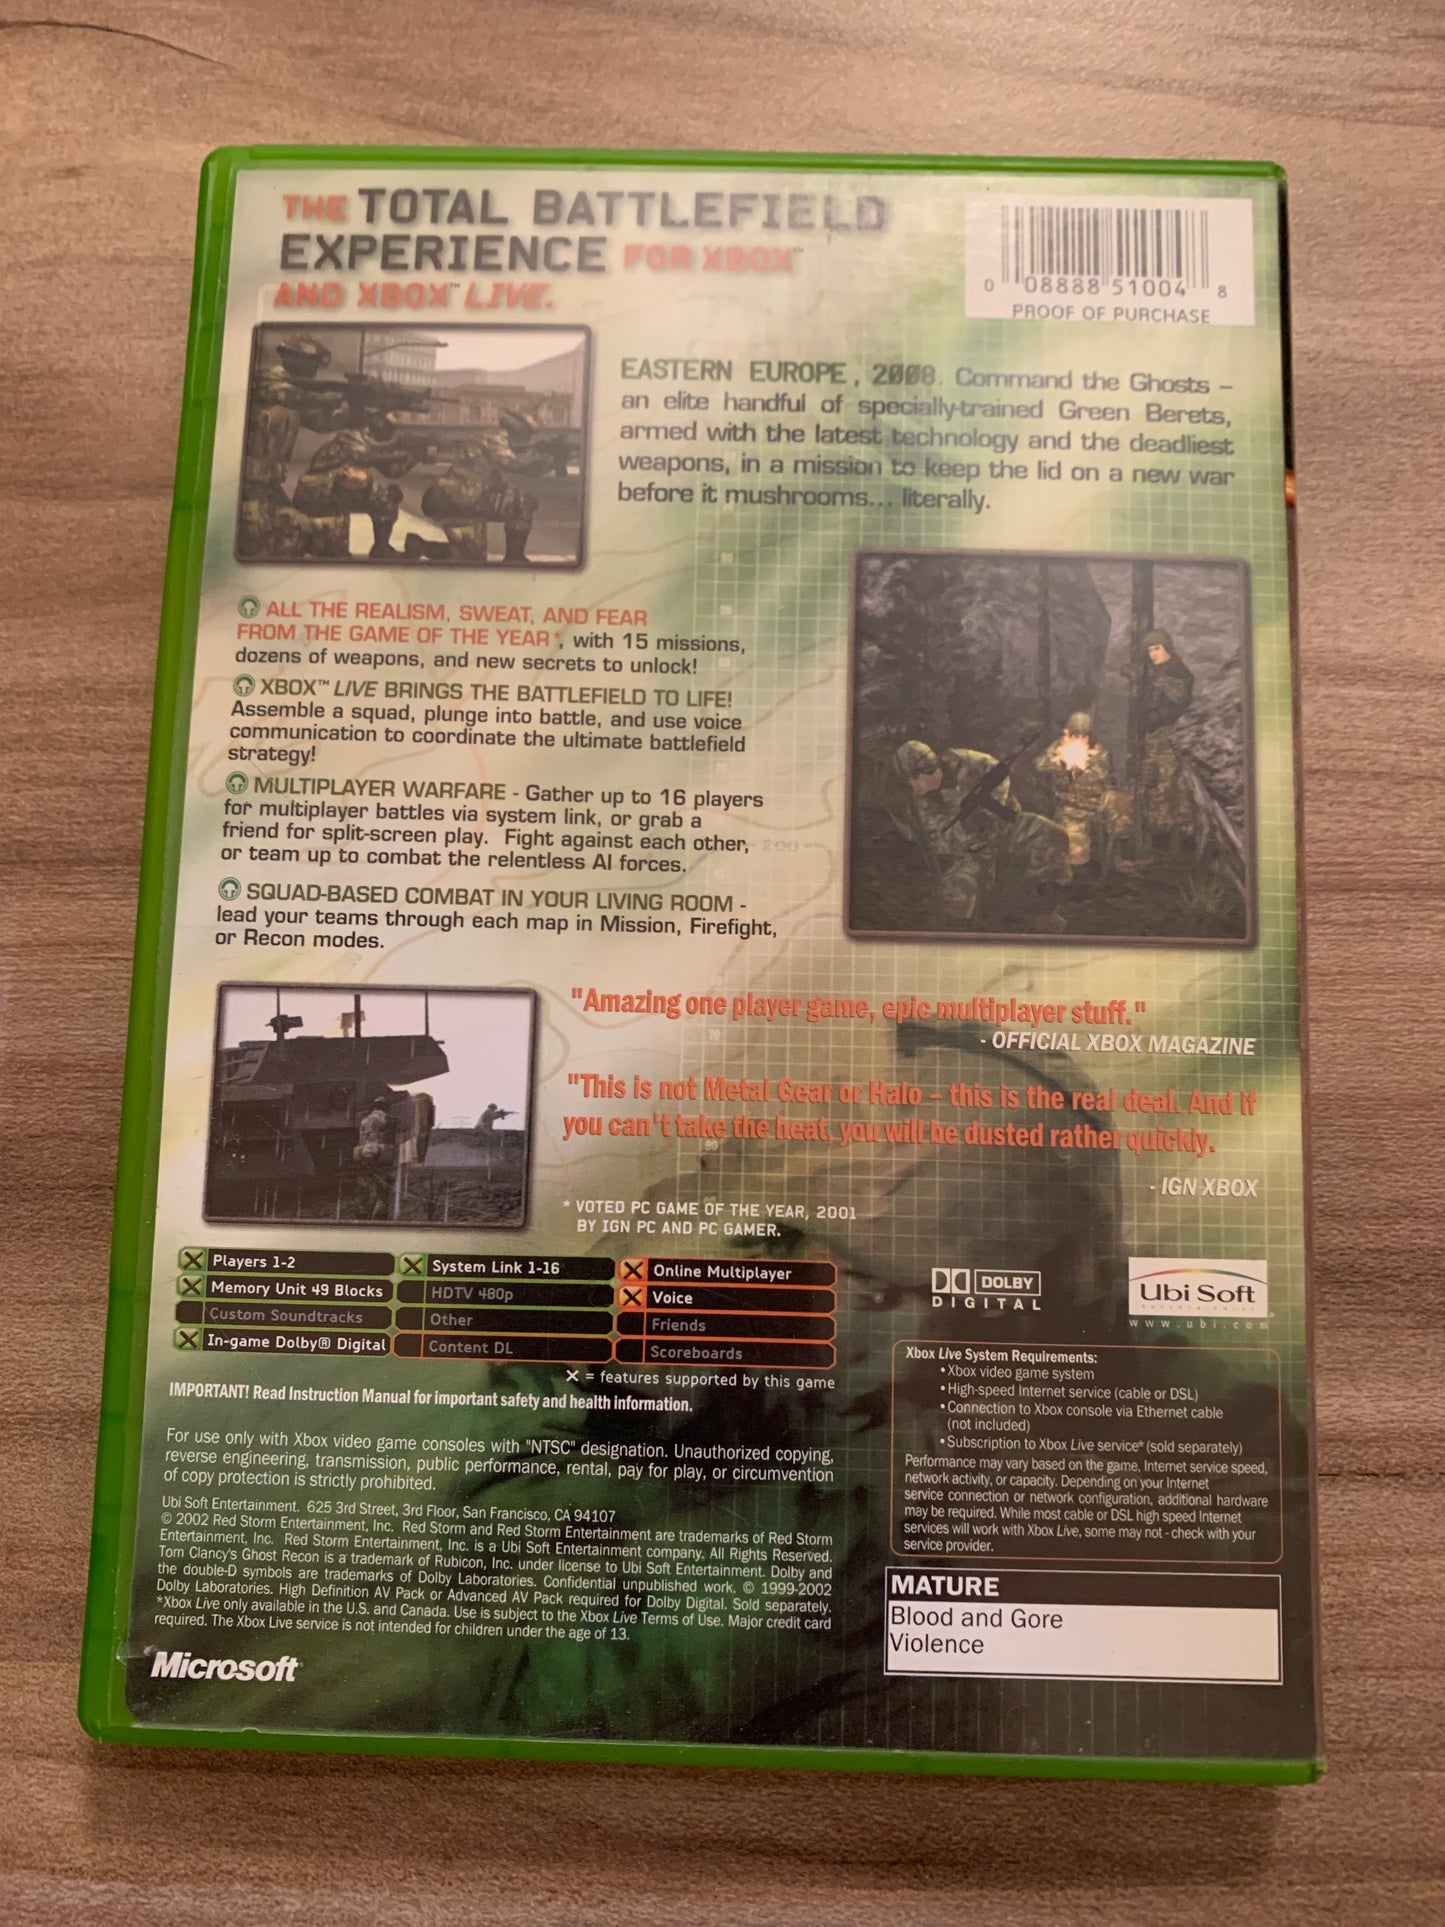 THE TOTAL BATTLEFIELD
EXPERIENCE FOR XBOX™
AND XBOX™ LIVE.
0 08888 51004 8
PROOF OF PURCHASE
EASTERN EUROPE, 2008. Command the Ghosts –
an elite handful of specially-trained Green Berets,
armed with the latest technology and the deadliest
weapons, in a mission to keep the lid on a new war
before it mushrooms... literally.
ALL THE REALISM, SWEAT, AND FEAR
FROM THE GAME OF THE YEAR*, with 15 missions,
dozens of weapons, and new secrets to unlock!
XBOX™ LIVE BRINGS THE BATTLEFIELD TO LIFE!
Assemble a squad, plunge into battle, and use voice
communication to coordinate the ultimate battlefield
strategy!
MULTIPLAYER WARFARE - Gather up to 16 players
for multiplayer battles via system link, or grab a
friend for split-screen play. Fight against each other,
or team up to combat the relentless AI forces.
SQUAD-BASED COMBAT IN YOUR LIVING ROOM -
lead your teams through each map in Mission, Firefight,
or Recon modes.
"Amazing one player game, epic multiplayer stuff."
- OFFICIAL XBOX MAGAZINE
"This is not Metal Gear or Halo – this is the real deal. And if
you can't take the heat, you will be dusted rather quickly.
- IGN XBOX
* VOTED PC GAME OF THE YEAR, 2001
BY IGN PC AND PC GAMER.
Players 1-2
Memory Unit 49 Blocks
Custom Soundtracks
In-game Dolby® Digital
System Link 1-16
HDTV 480p
Other
Content DL
Online Multiplayer
Voice
Friends
Scoreboards
X = features supported by this game
DOLBY
DIGITAL
Ubi Soft
www.ubi.com
IMPORTANT! Read Instruction Manual for important safety and health information.
For use only with Xbox video game consoles with "NTSC" designation. Unauthorized copying,
reverse engineering, transmission, public performance, rental, pay for play, or circumvention
of copy protection is strictly prohibited.
Ubi Soft Entertainment. 625 3rd Street, 3rd Floor, San Francisco, CA 94107
© 2002 Red Storm Entertainment, Inc. Red Storm and Red Storm Entertainment are trademarks of Red Storm
Entertainment, Inc. Red Storm Entertainment, Inc. is a Ubi Soft Entertainment company. All Rights Reserved.
Tom Clancy's Ghost Recon is a trademark of Rubicon, Inc. under license to Ubi Soft Entertainment. Dolby and
the double-D symbols are trademarks of Dolby Laboratories. Confidential unpublished work. © 1999-2002
Dolby Laboratories. High Definition AV Pack or Advanced AV Pack required for Dolby Digital. Sold separately.
*Xbox Live only available in the U.S. and Canada. Use is subject to the Xbox Live Terms of Use. Major credit card
required. The Xbox Live service is not intended for children under the age of 13.
Microsoft
Xbox Live System Requirements:
• Xbox video game system
• High-speed Internet service (cable or DSL)
• Connection to Xbox console via Ethernet cable
(not included)
• Subscription to Xbox Live service* (sold separately)
Performance may vary based on the game, Internet service speed,
network activity, or capacity. Depending on your Internet
service connection or network configuration, additional hardware
may be required. While most cable or DSL high speed Internet
services will work with Xbox Live, some may not - check with your
service provider.
MATURE
Blood and Gore
Violence